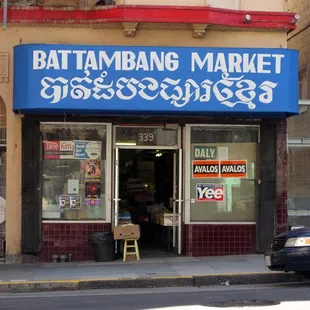 BATTAMBANG MARKET
បាត់ដំបងផ្សារខ្មែរ
339
DALY
AVALOS AVALOS
Yee